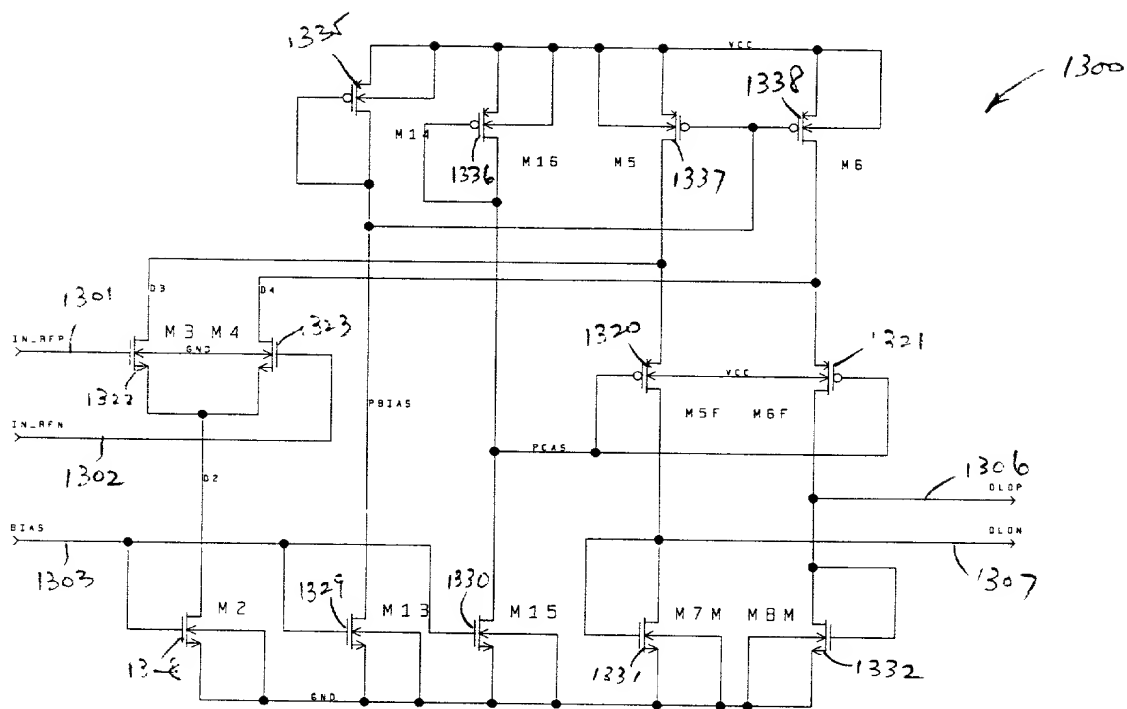 1335
VCC
1300
1338
M14
1336
M16
M5
1337
M6
D3
D4
1301
IN_RFP
M3 M4
1323
GND
1322
1320
1321
VCC
PBIAS
M5F M6F
IN_RFN
1302
PCAS
D2
1306
OLOP
BIAS
OLON
1303
1307
M2
1329
M13
1330
M15
M7M M8M
1331
1332
GND